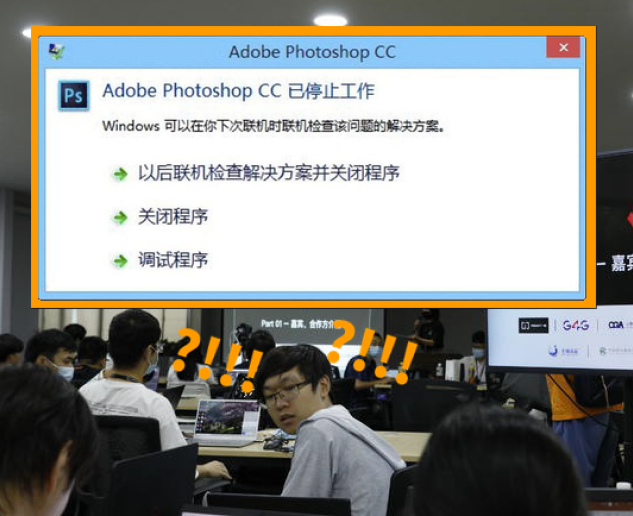 Adobe Photoshop CC
Ps
Adobe Photoshop CC 已停止工作
Windows 可以在你下次联机时联机检查该问题的解决方案。
以后联机检查解决方案并关闭程序
关闭程序
调试程序
— 嘉宾
Part 01 — 嘉宾、合作方介
?!!!
?!!!
G4G